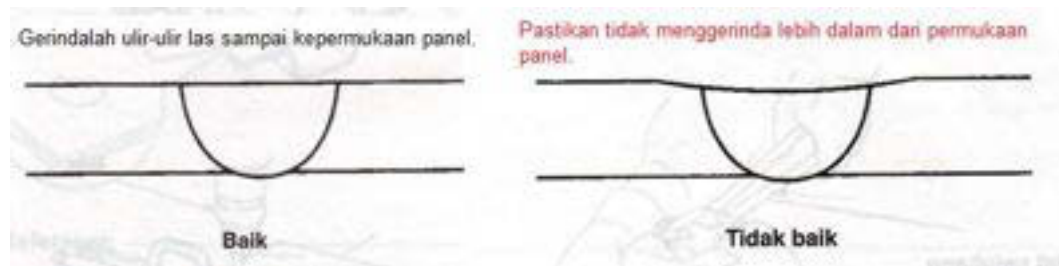 Gerindalah ulir-ulir las sampai kepermukaan panel.
Pastikan tidak menggerinda lebih dalam dari permukaan
panel.
Baik
Tidak baik